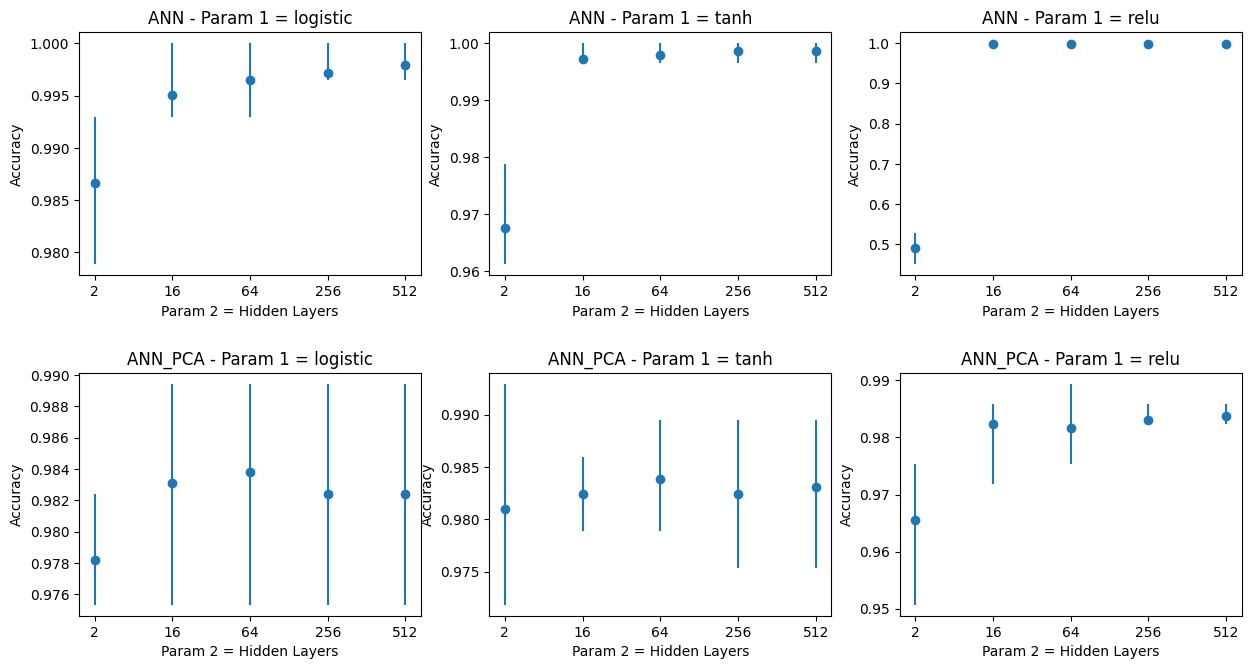 ANN - Param 1 = logistic
Accuracy
1.000
0.995
0.990
0.985
0.980
2 16 64 256 512
Param 2 = Hidden Layers
ANN - Param 1 = tanh
Accuracy
1.00
0.99
0.98
0.97
0.96
2 16 64 256 512
Param 2 = Hidden Layers
ANN - Param 1 = relu
Accuracy
1.0
0.9
0.8
0.7
0.6
0.5
2 16 64 256 512
Param 2 = Hidden Layers
ANN_PCA - Param 1 = logistic
Accuracy
0.990
0.988
0.986
0.984
0.982
0.980
0.978
0.976
2 16 64 256 512
Param 2 = Hidden Layers
ANN_PCA - Param 1 = tanh
Accuracy
0.990
0.985
0.980
0.975
2 16 64 256 512
Param 2 = Hidden Layers
ANN_PCA - Param 1 = relu
Accuracy
0.99
0.98
0.97
0.96
0.95
2 16 64 256 512
Param 2 = Hidden Layers